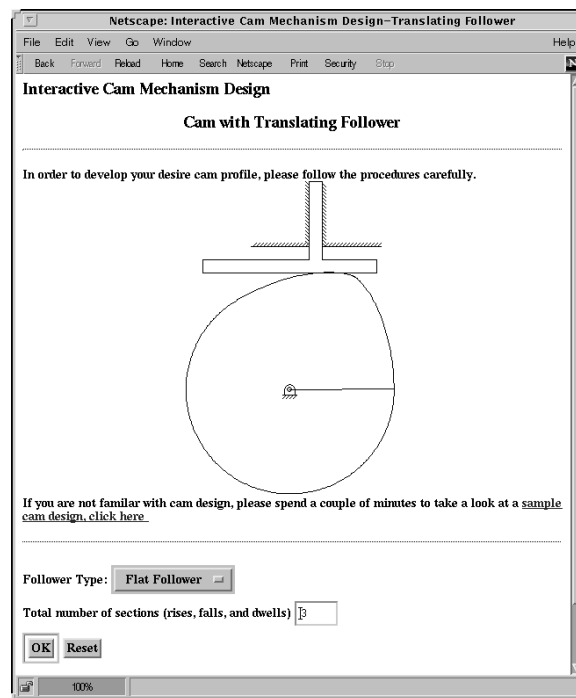 Netscape: Interactive Cam Mechanism Design-Translating Follower
File Edit View Go Window Help
Back Forward Reload Home Search Netscape Print Security Stop N
Interactive Cam Mechanism Design
Cam with Translating Follower
In order to develop your desire cam profile, please follow the procedures carefully.
If you are not familar with cam design, please spend a couple of minutes to take a look at a sample
cam design, click here
Follower Type: Flat Follower
Total number of sections (rises, falls, and dwells) 3
OK Reset
100%